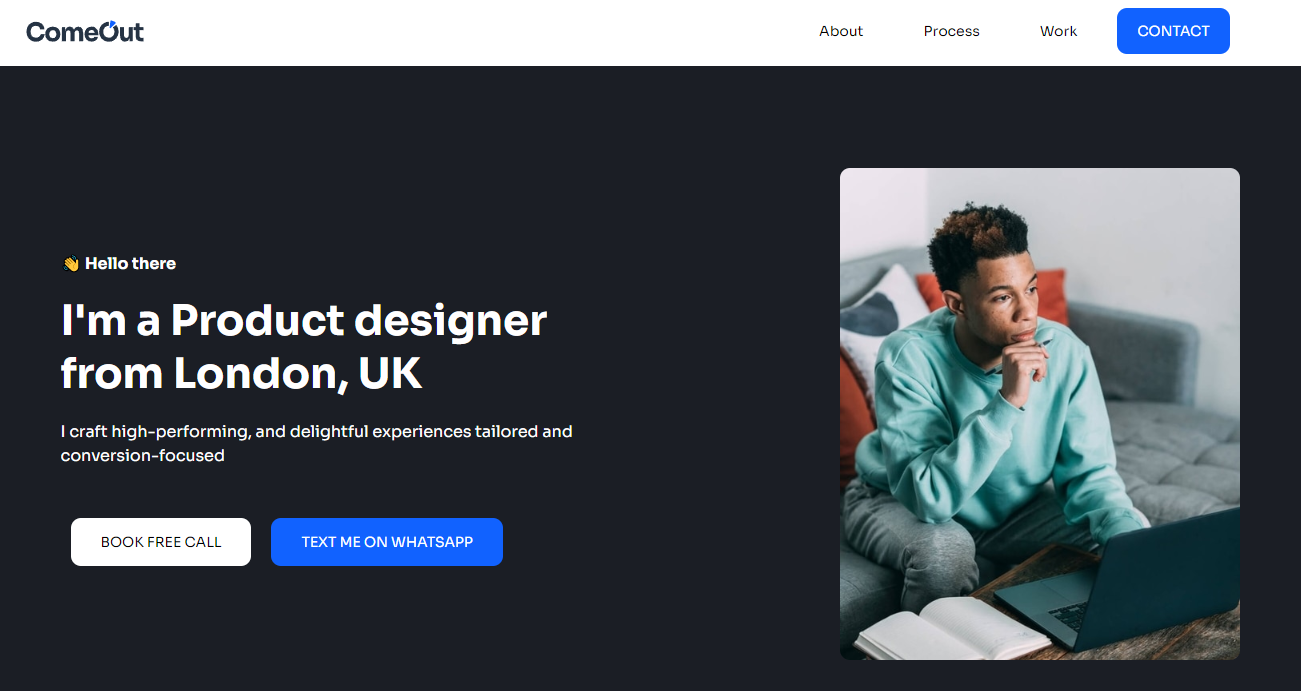 ComeOut
About
Process
Work
CONTACT
👋 Hello there
I'm a Product designer
from London, UK
I craft high-performing, and delightful experiences tailored and
conversion-focused
BOOK FREE CALL
TEXT ME ON WHATSAPP